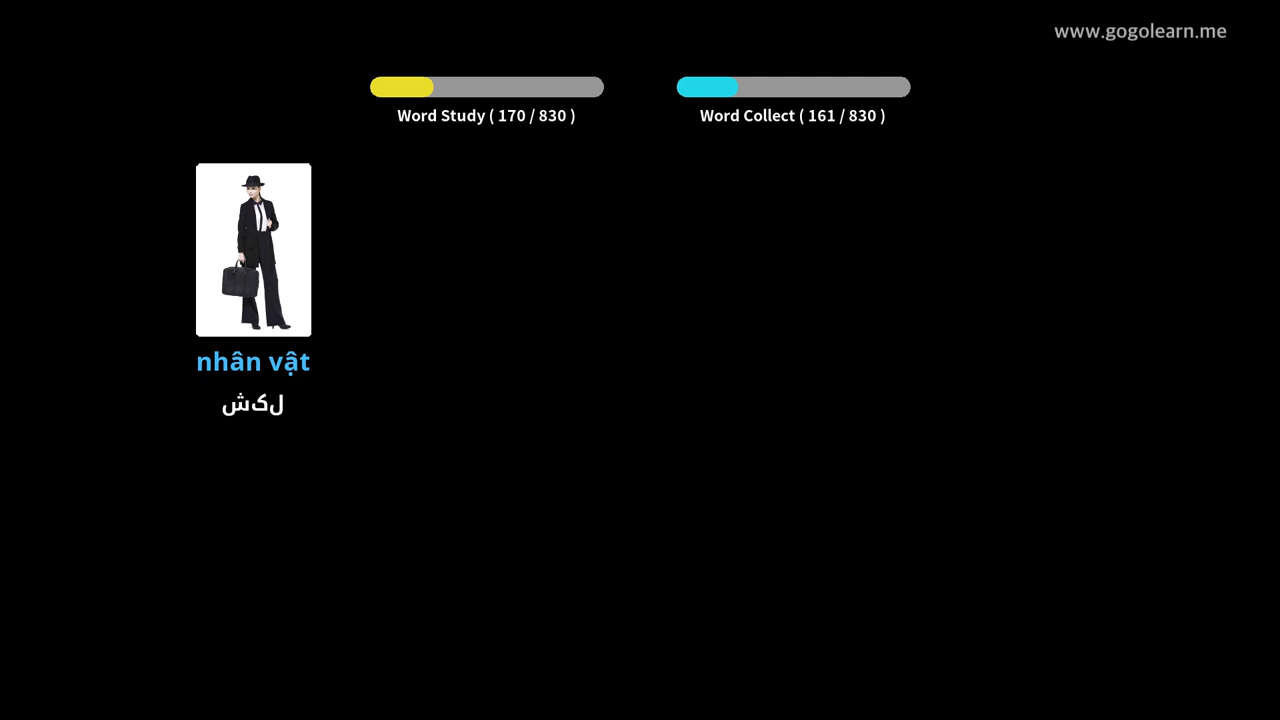 www.gogolearn.me
Word Study ( 170 / 830 )
Word Collect ( 161 / 830 )
nhân vật
لکش